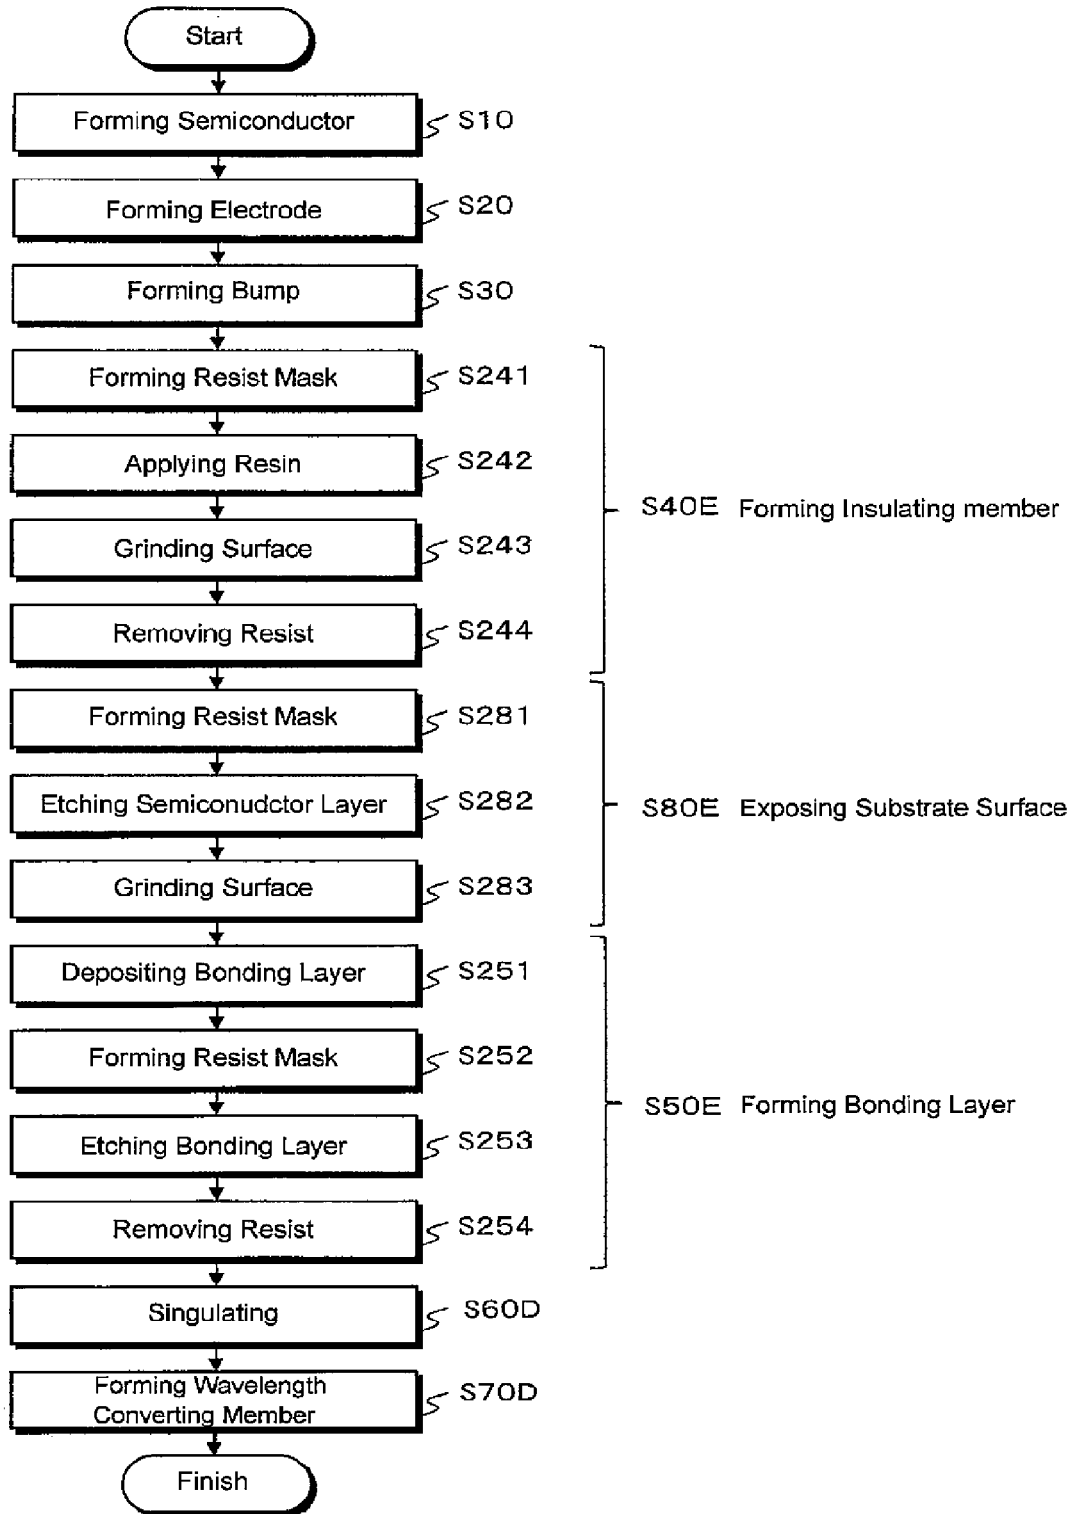 Start
Forming Semiconductor S10
Forming Electrode S20
Forming Bump S30
Forming Resist Mask S241
Applying Resin S242
Grinding Surface S243
Removing Resist S244
S40E Forming Insulating member
Forming Resist Mask S281
Etching Semiconudctor Layer S282
Grinding Surface S283
S80E Exposing Substrate Surface
Depositing Bonding Layer S251
Forming Resist Mask S252
Etching Bonding Layer S253
Removing Resist S254
S50E Forming Bonding Layer
Singulating S60D
Forming Wavelength
Converting Member S70D
Finish